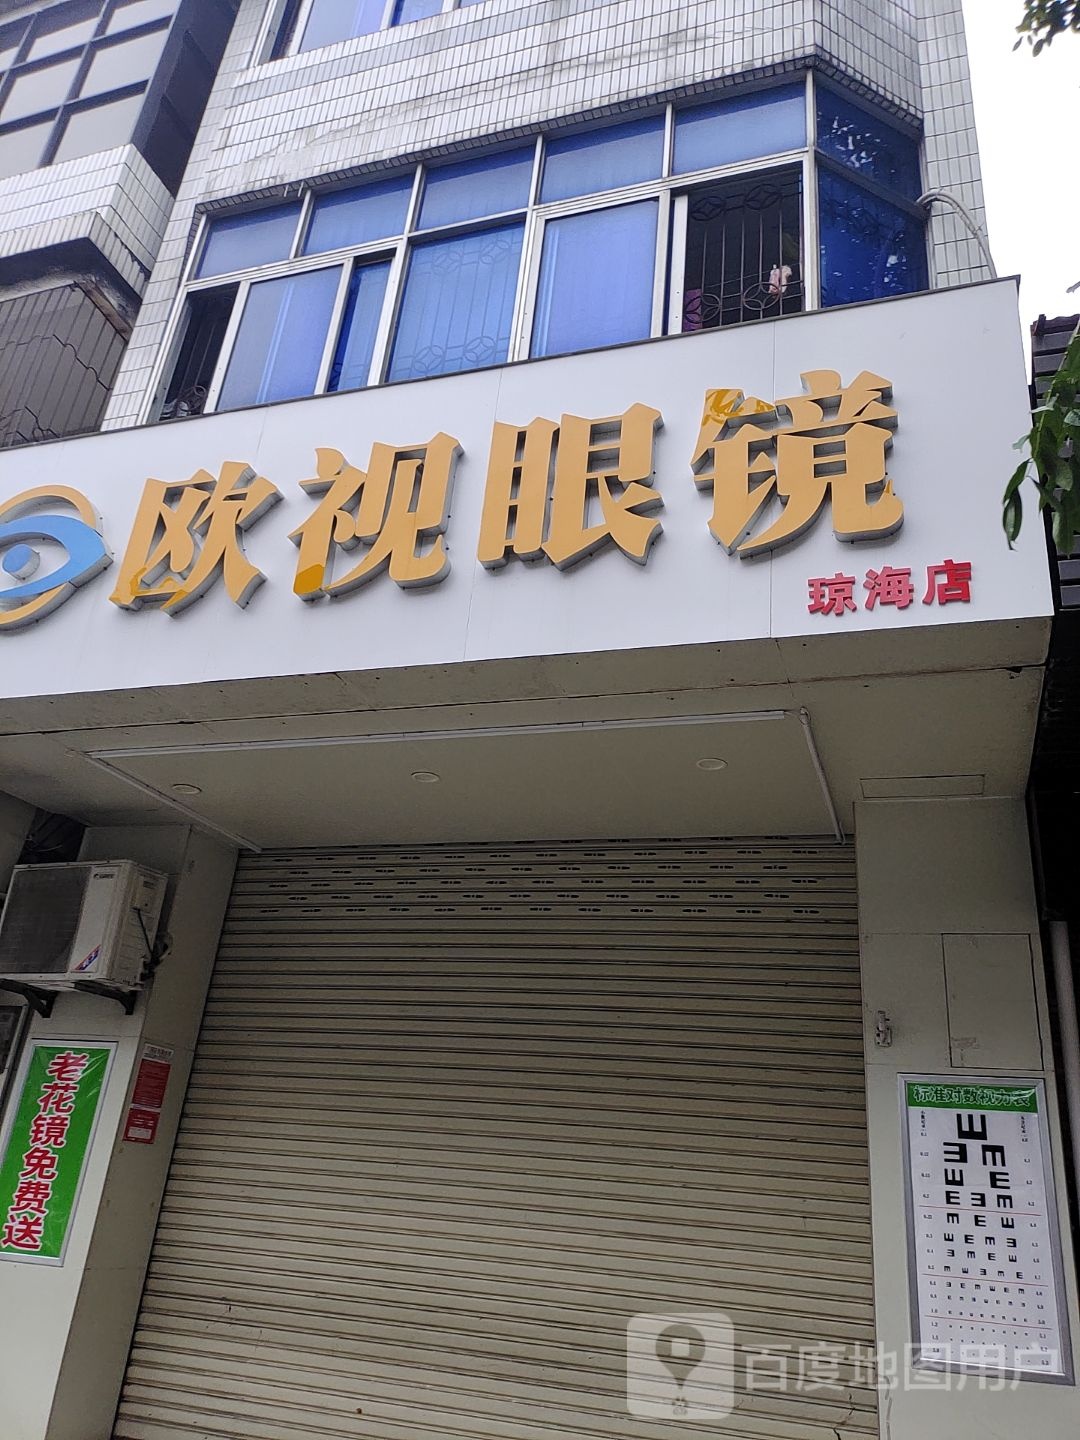 欧视眼镜
琼海店
老花镜免费送
标准对数视力表
百度地图用户